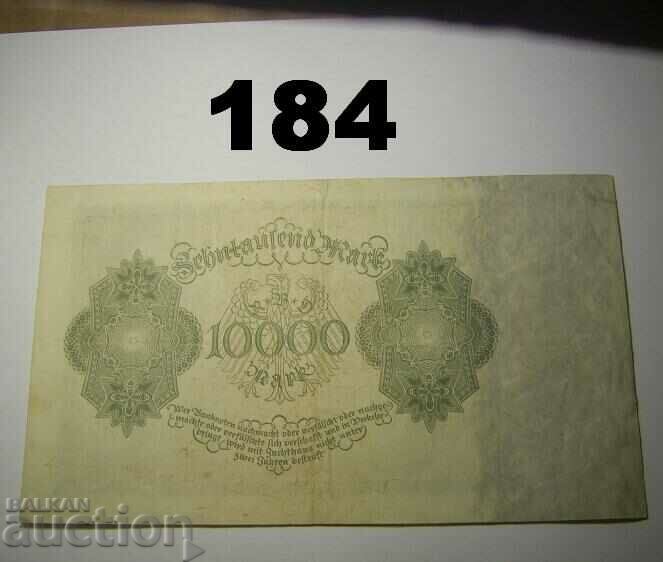 184
Zehntausend Mark
10000
Mark
Wer Banknoten nachmacht oder verfälscht oder nachge-
machte oder verfälschte sich verschafft und in Verkehr
bringt, wird mit Zuchthaus nicht unter
zwei Jahren bestraft
BALKAN
auction